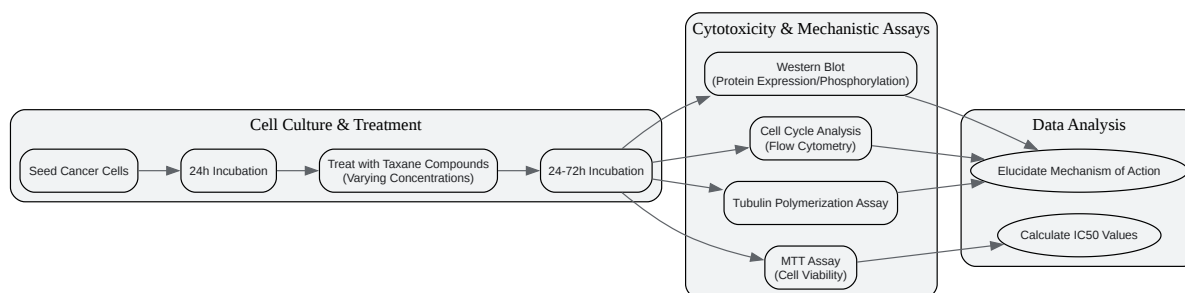 Cell Culture & Treatment
Seed Cancer Cells
24h Incubation
Treat with Taxane Compounds
(Varying Concentrations)
24-72h Incubation
Cytotoxicity & Mechanistic Assays
Western Blot
(Protein Expression/Phosphorylation)
Cell Cycle Analysis
(Flow Cytometry)
Tubulin Polymerization Assay
MTT Assay
(Cell Viability)
Data Analysis
Elucidate Mechanism of Action
Calculate IC50 Values